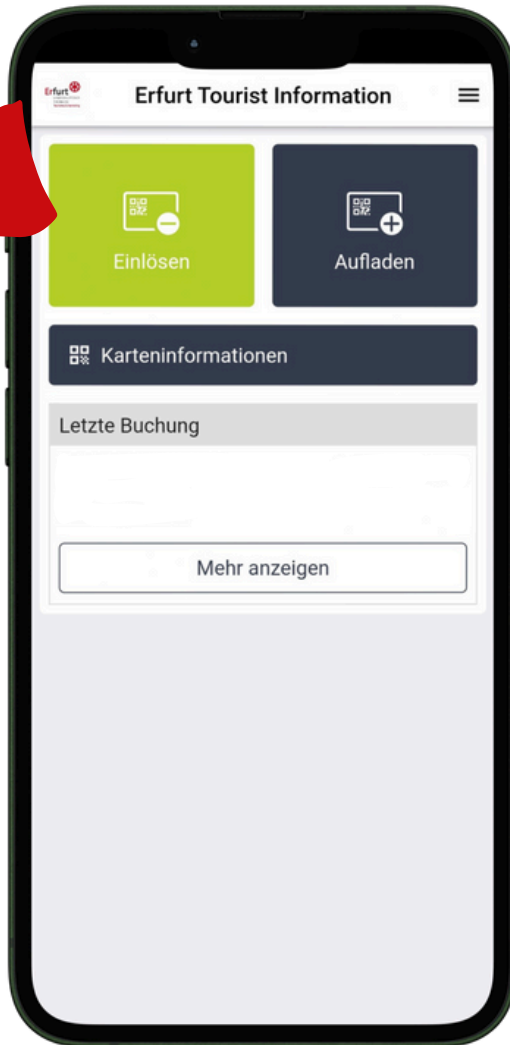 Erfurt
Erfurt Tourist Information
Einlösen
Aufladen
Karteninformationen
Letzte Buchung
Mehr anzeigen